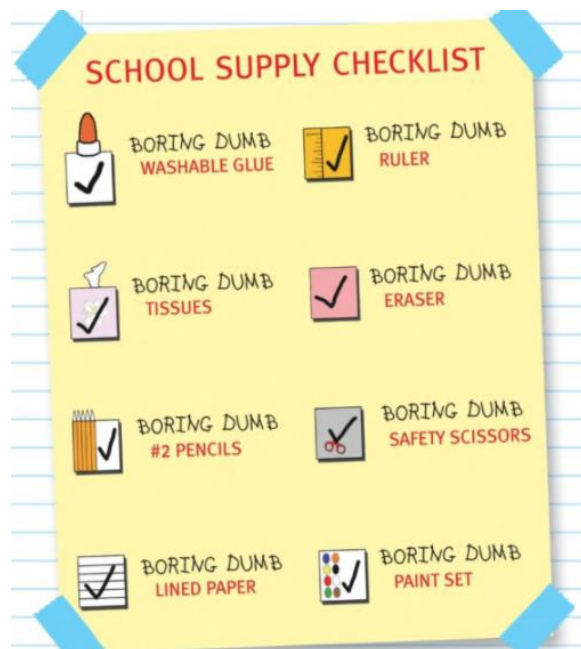 SCHOOL SUPPLY CHECKLIST
BORING DUMB
WASHABLE GLUE
BORING DUMB
RULER
BORING DUMB
TISSUES
BORING DUMB
ERASER
BORING DUMB
#2 PENCILS
BORING DUMB
SAFETY SCISSORS
BORING DUMB
LINED PAPER
BORING DUMB
PAINT SET